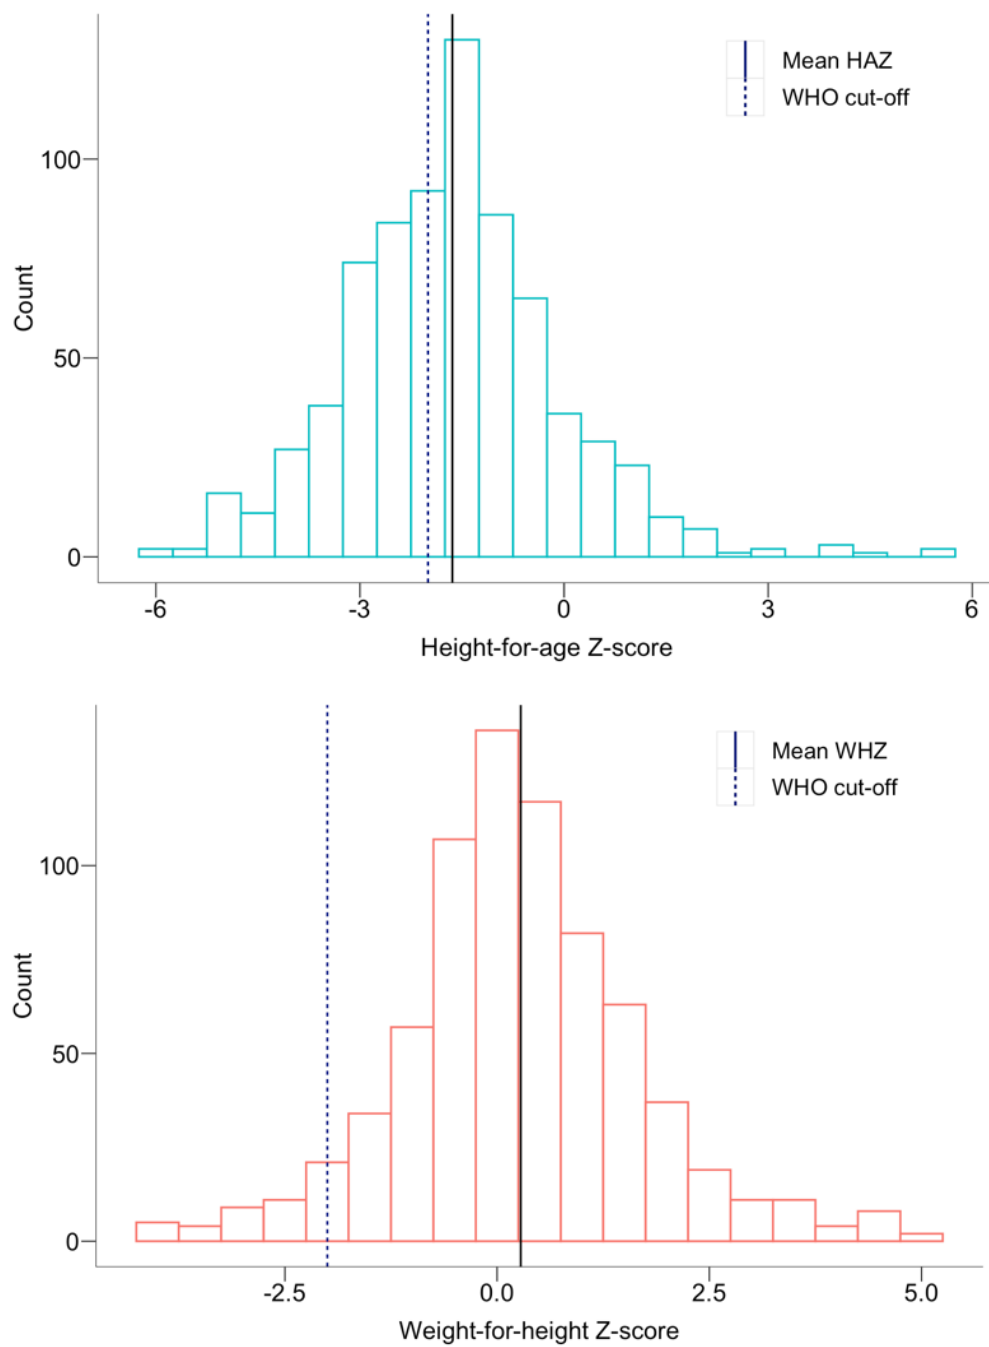 Mean HAZ
WHO cut-off
100
50
0
Count
-6 -3 0 3 6
Height-for-age Z-score
Mean WHZ
WHO cut-off
100
50
0
Count
-2.5 0.0 2.5 5.0
Weight-for-height Z-score